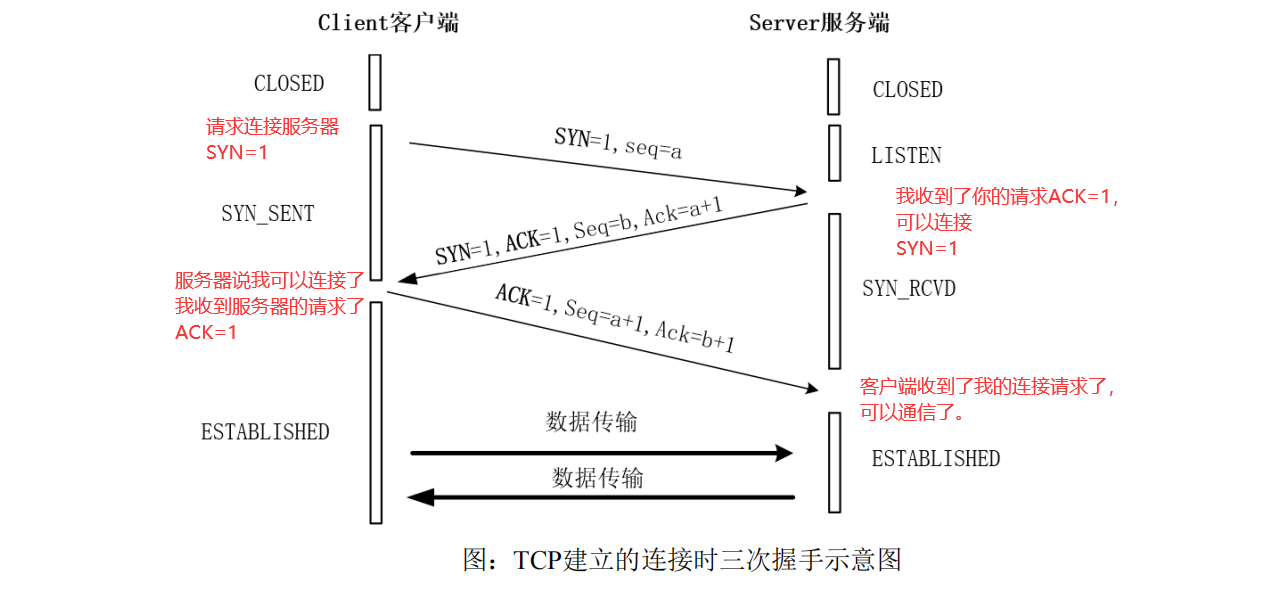 Client客户端
Server服务端
CLOSED
CLOSED
请求连接服务器
SYN=1
SYN=1,seq=a
LISTEN
我收到了你的请求ACK=1，
可以连接
SYN=1
SYN_SENT
SYN=1,ACK=1,Seq=b,Ack=a+1
服务器说我可以连接了
我收到服务器的请求了
ACK=1
SYN_RCVD
ACK=1,Seq=a+1,Ack=b+1
客户端收到了我的连接请求了，
可以通信了。
数据传输
ESTABLISHED
ESTABLISHED
数据传输
图：TCP建立的连接时三次握手示意图